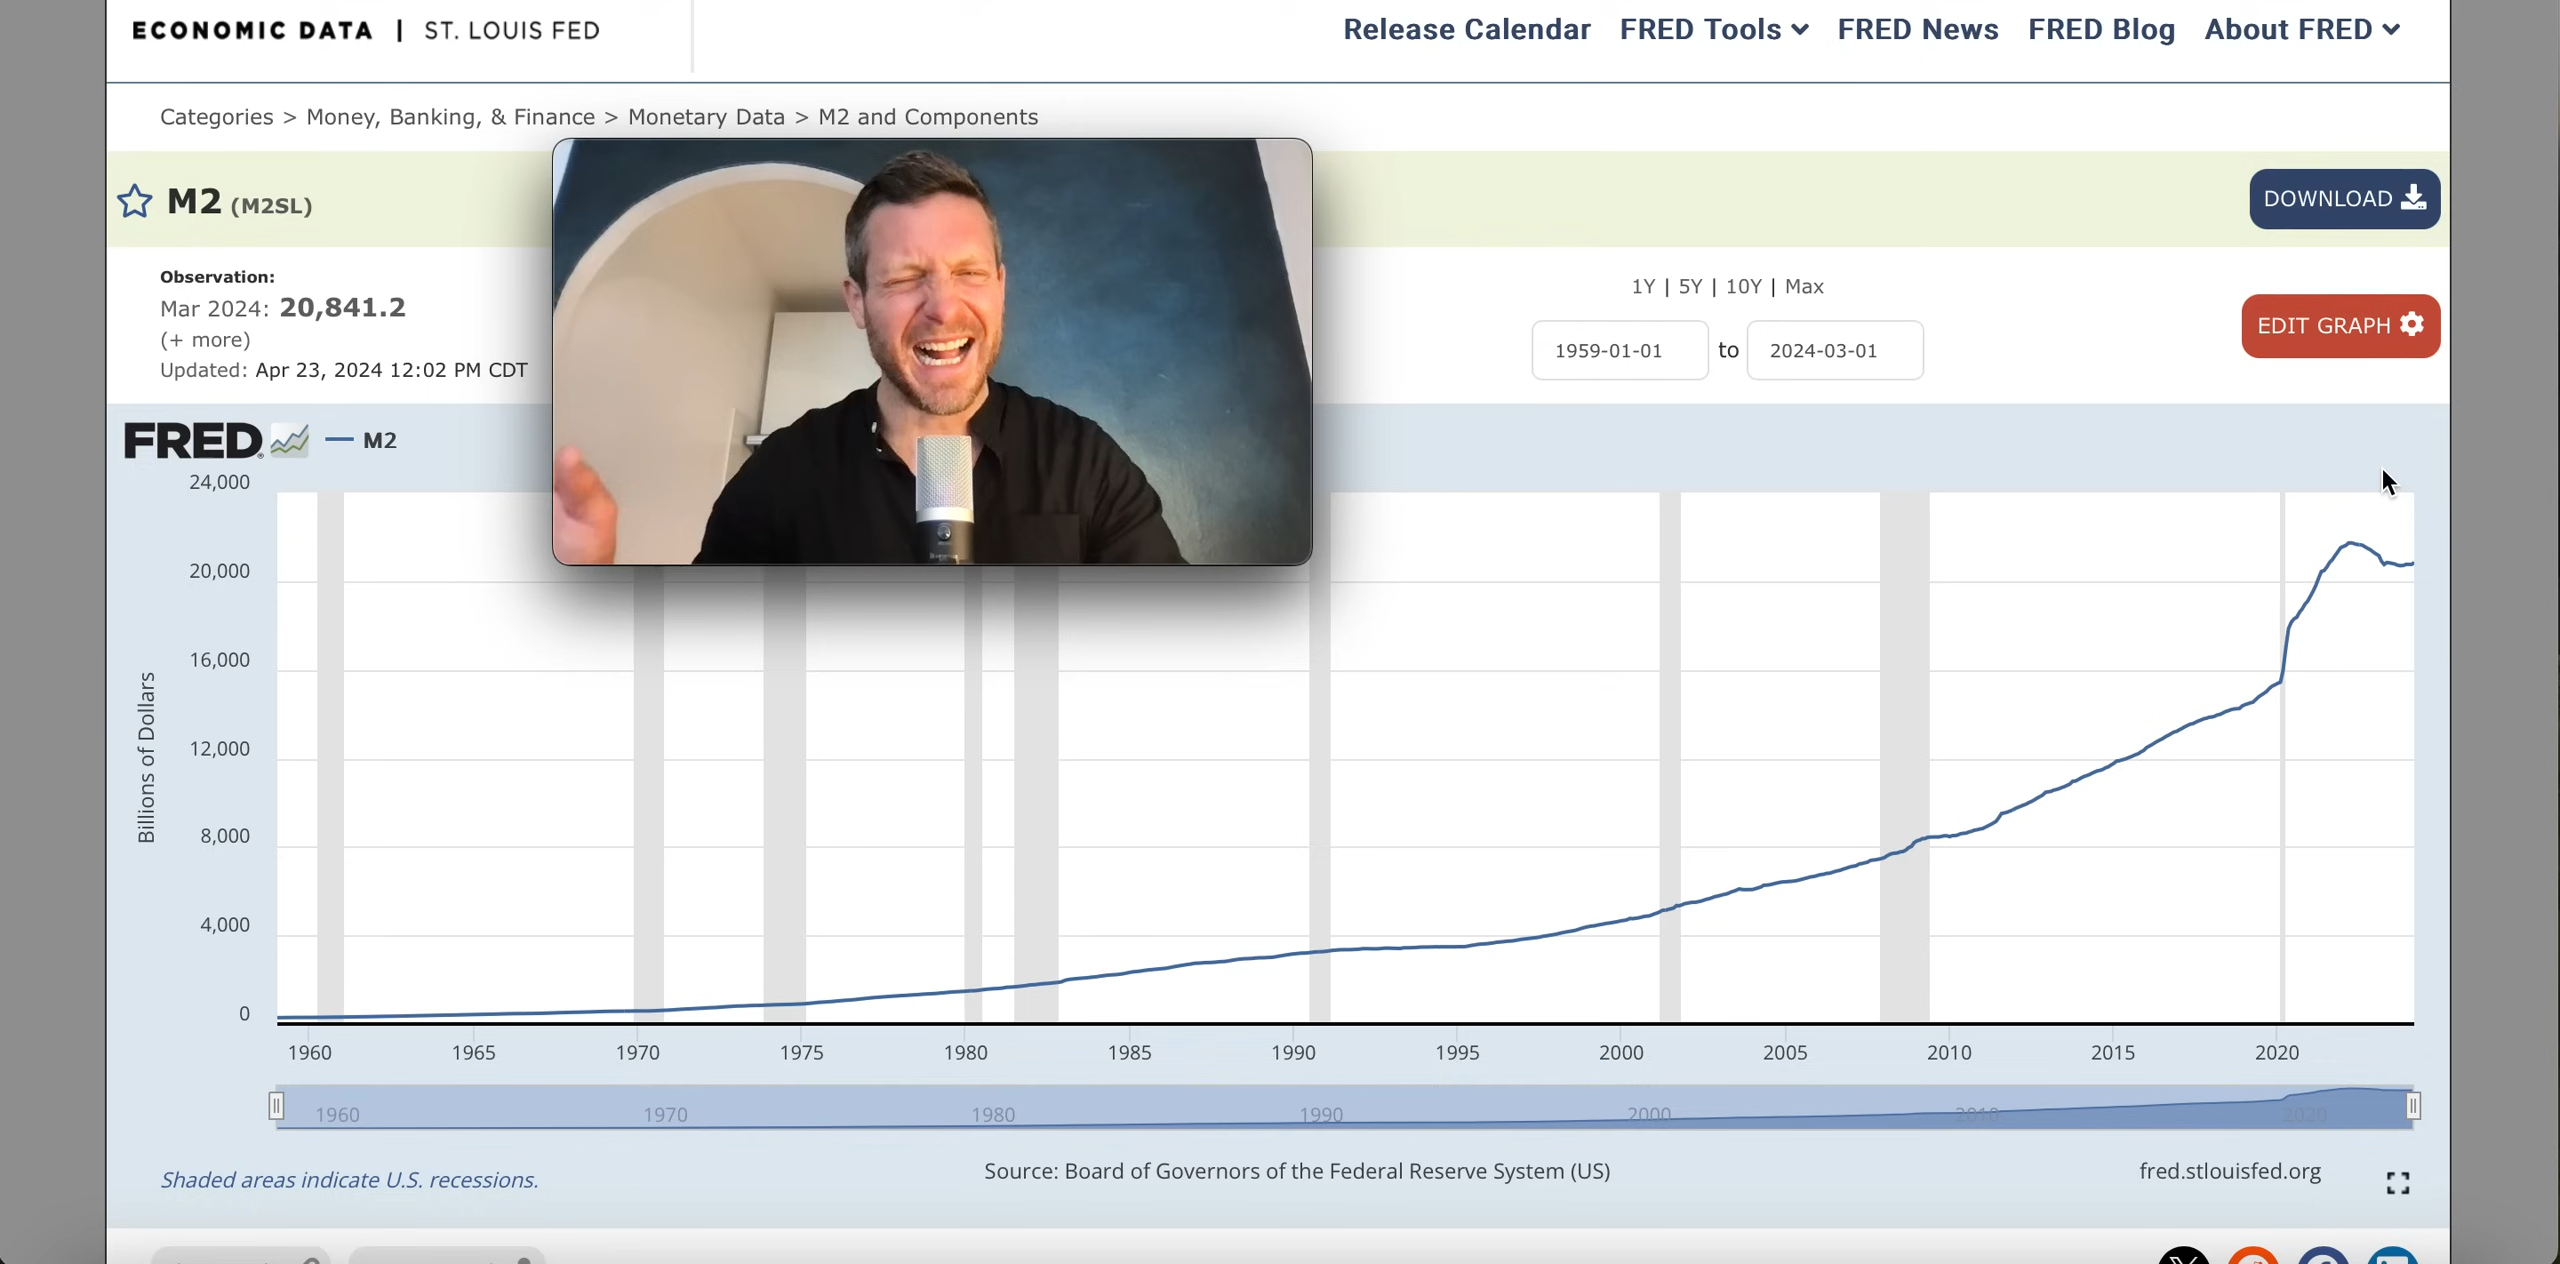 ECONOMIC DATA | ST. LOUIS FED
Release Calendar FRED Tools FRED News FRED Blog About FRED
Categories > Money, Banking, & Finance > Monetary Data > M2 and Components
M2 (M2SL)
DOWNLOAD
Observation:
Mar 2024: 20,841.2
(+ more)
Updated: Apr 23, 2024 12:02 PM CDT
1Y | 5Y | 10Y | Max
1959-01-01 to 2024-03-01
EDIT GRAPH
FRED M2
24,000
20,000
16,000
12,000
8,000
4,000
0
Billions of Dollars
1960 1965 1970 1975 1980 1985 1990 1995 2000 2005 2010 2015 2020
1960 1970 1980 1990 2000 2010 2020
Shaded areas indicate U.S. recessions.
Source: Board of Governors of the Federal Reserve System (US)
fred.stlouisfed.org